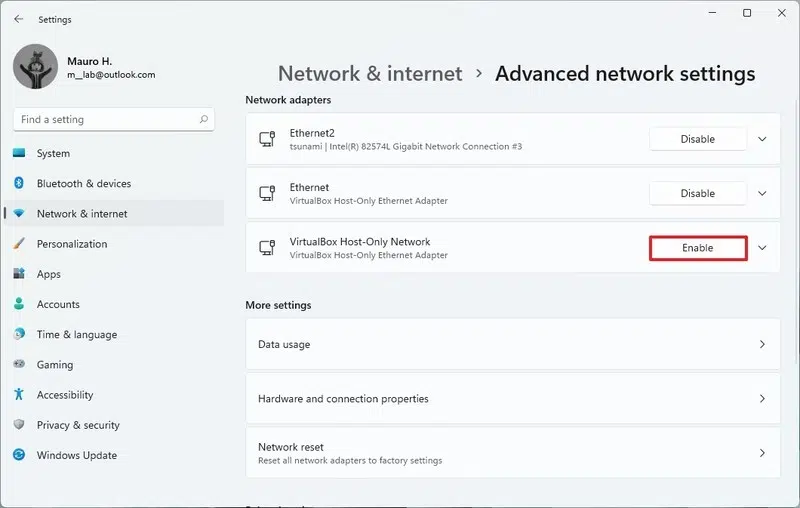 Settings
Mauro H.
m__lab@outlook.com
Find a setting
System
Bluetooth & devices
Network & internet
Personalization
Apps
Accounts
Time & language
Gaming
Accessibility
Privacy & security
Windows Update
Network & internet › Advanced network settings
Network adapters
Ethernet2
tsunami | Intel(R) 82574L Gigabit Network Connection #3
Disable
Ethernet
VirtualBox Host-Only Ethernet Adapter
Disable
VirtualBox Host-Only Network
VirtualBox Host-Only Ethernet Adapter
Enable
More settings
Data usage
Hardware and connection properties
Network reset
Reset all network adapters to factory settings